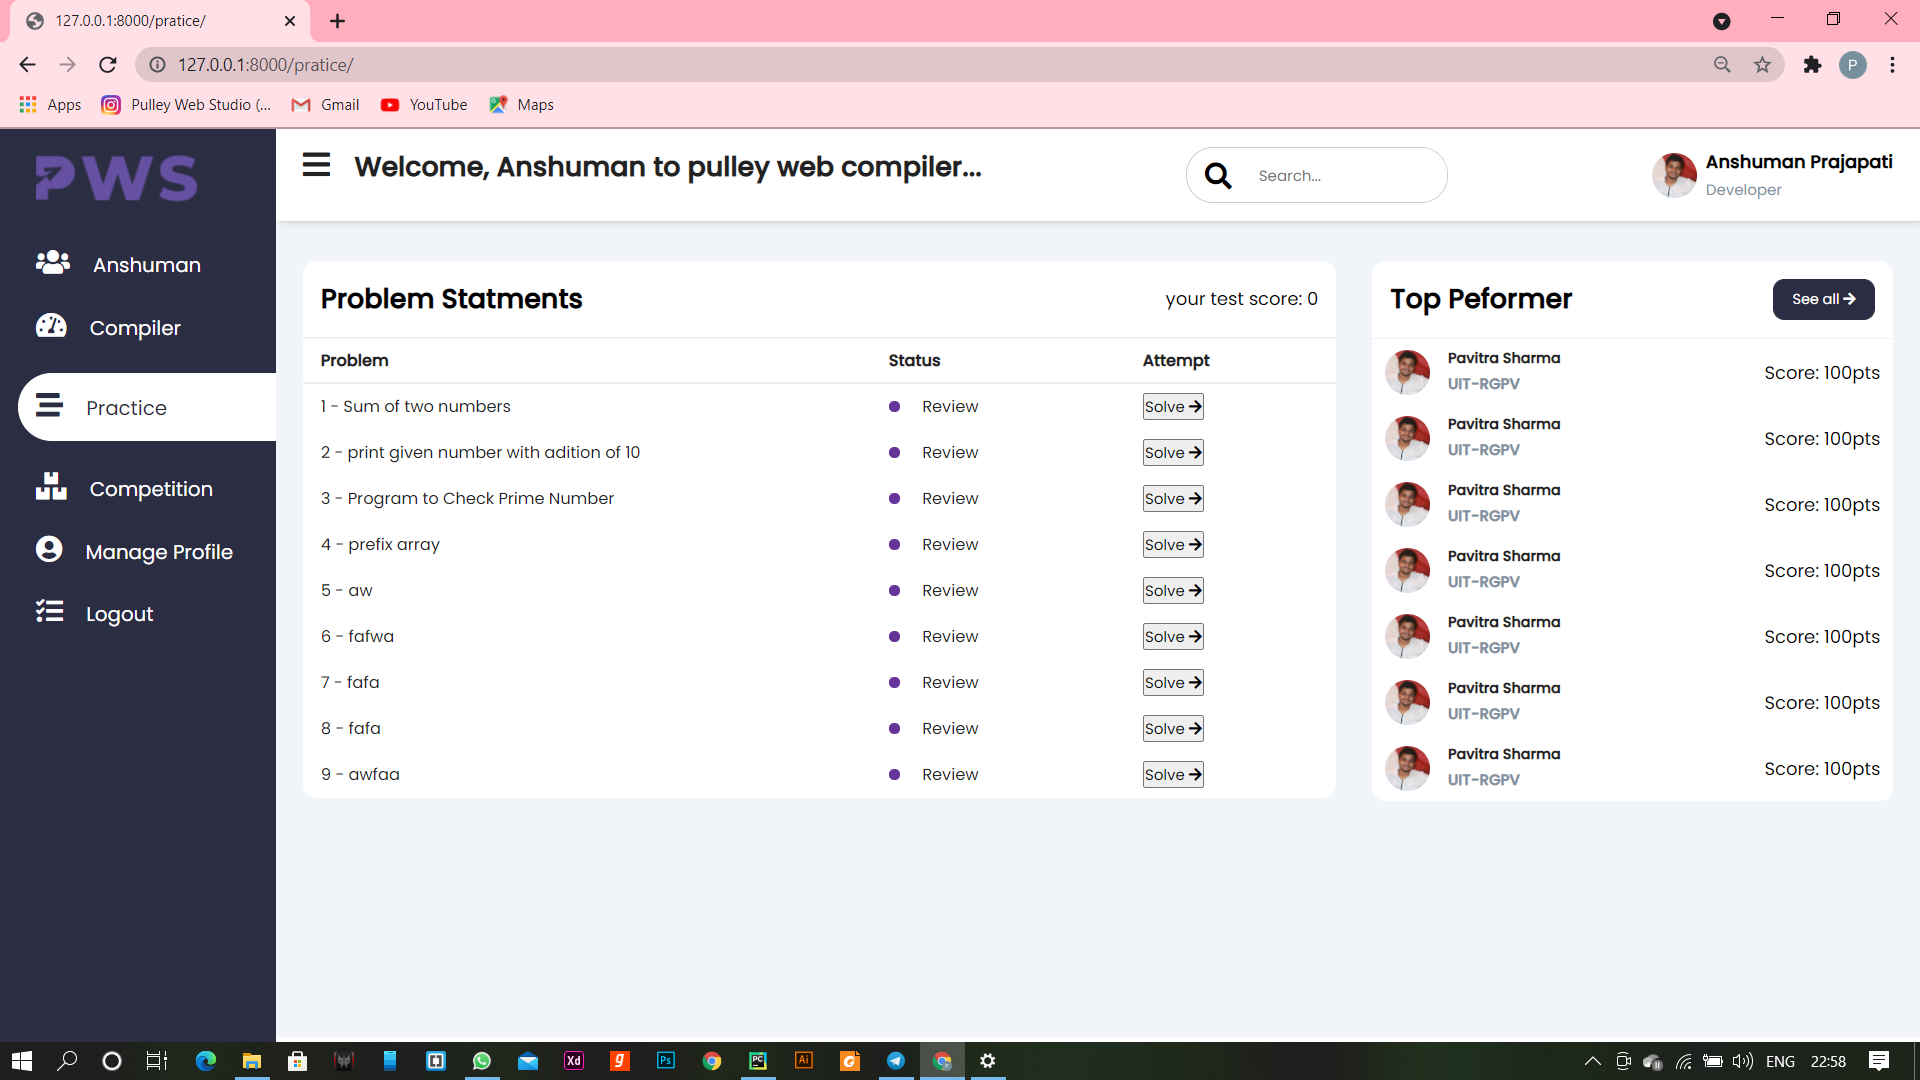 127.0.0.1:8000/pratice/
127.0.0.1:8000/pratice/
P
Apps
Pulley Web Studio (...
Gmail
YouTube
Maps
PWS
Welcome, Anshuman to pulley web compiler...
Search...
Anshuman Prajapati
Developer
Anshuman
Compiler
Practice
Competition
Manage Profile
Logout
Problem Statments
your test score: 0
Problem Status Attempt
1 - Sum of two numbers Review Solve
2 - print given number with adition of 10 Review Solve
3 - Program to Check Prime Number Review Solve
4 - prefix array Review Solve
5 - aw Review Solve
6 - fafwa Review Solve
7 - fafa Review Solve
8 - fafa Review Solve
9 - awfaa Review Solve
Top Peformer
See all
Pavitra Sharma
UIT-RGPV
Score: 100pts
Pavitra Sharma
UIT-RGPV
Score: 100pts
Pavitra Sharma
UIT-RGPV
Score: 100pts
Pavitra Sharma
UIT-RGPV
Score: 100pts
Pavitra Sharma
UIT-RGPV
Score: 100pts
Pavitra Sharma
UIT-RGPV
Score: 100pts
Pavitra Sharma
UIT-RGPV
Score: 100pts
Xd
g
Ps
PC
Ai
ENG
22:58